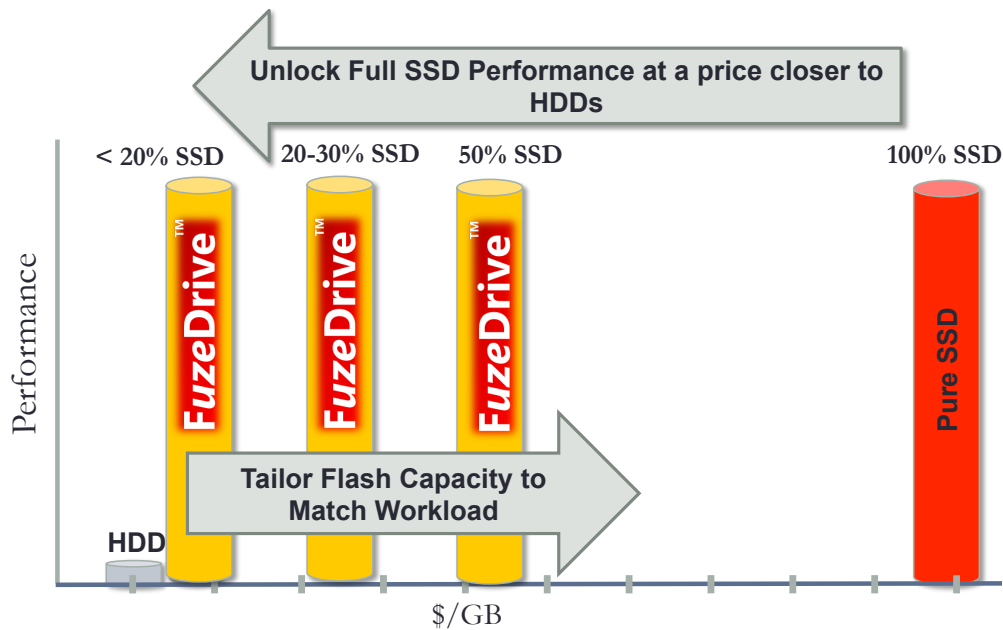 Unlock Full SSD Performance at a price closer to
HDDs
< 20% SSD
20-30% SSD
50% SSD
100% SSD
Performance
FuzeDrive™
FuzeDrive™
FuzeDrive™
Pure SSD
Tailor Flash Capacity to
Match Workload
HDD
$/GB